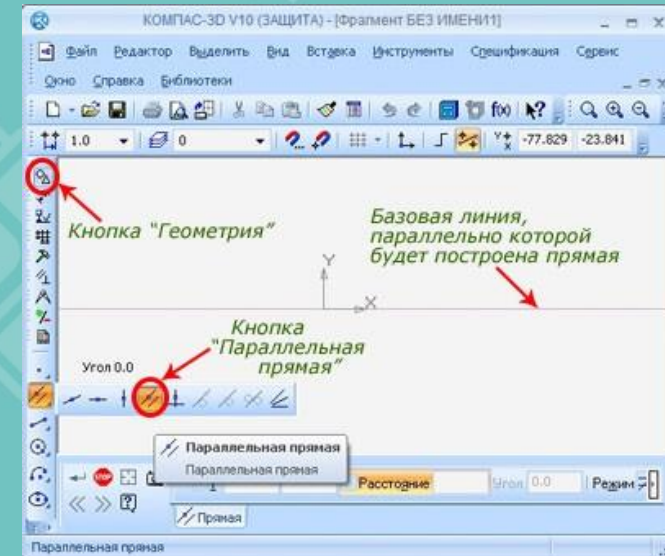 КОМПАС-3D V10 (ЗАЩИТА) - [Фрагмент БЕЗ ИМЕНИ1]
Файл Редактор Выделить Вид Вставка Инструменты Спецификация Сервис
Окно Справка Библиотеки
1.0 0 -77.829 -23.841
Кнопка "Геометрия"
Базовая линия,
параллельно которой
будет построена прямая
Y
X
Кнопка
"Параллельная
прямая"
Угол 0.0
Параллельная прямая
Параллельная прямая
STOP
Расстояние Угол 0.0 Режим
Прямая
Параллельная прямая